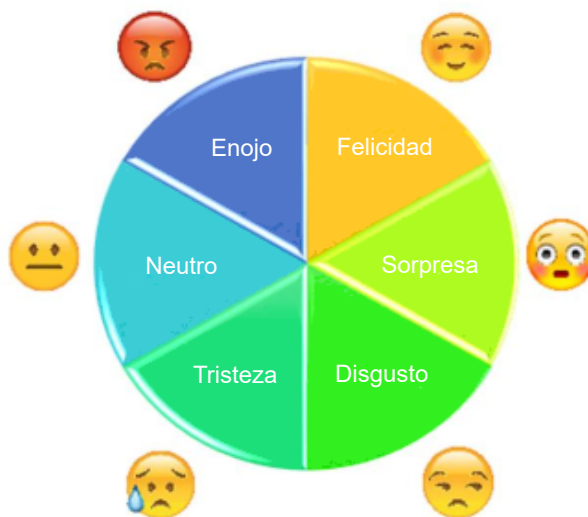 Enojo
Felicidad
Neutro
Sorpresa
Tristeza
Disgusto